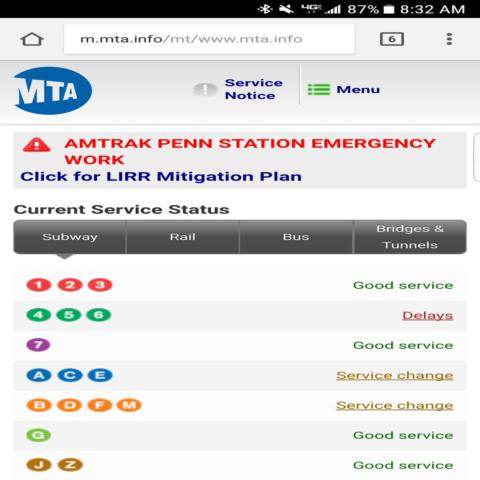 4G LTE 87% 8:32 AM
m.mta.info/mt/www.mta.info 6
MTA Service Notice Menu
AMTRAK PENN STATION EMERGENCY
WORK
Click for LIRR Mitigation Plan
Current Service Status
Subway Rail Bus Bridges & Tunnels
1 2 3 Good service
4 5 6 Delays
7 Good service
A C E Service change
B D F M Service change
G Good service
J Z Good service